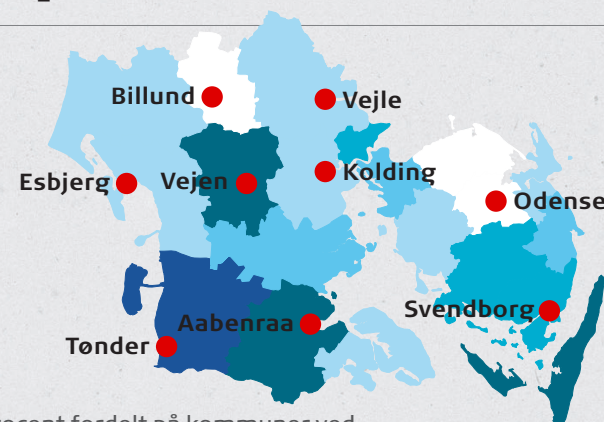 Billund
Vejle
Esbjerg
Vejen
Kolding
Odense
Svendborg
Aabenraa
Tønder